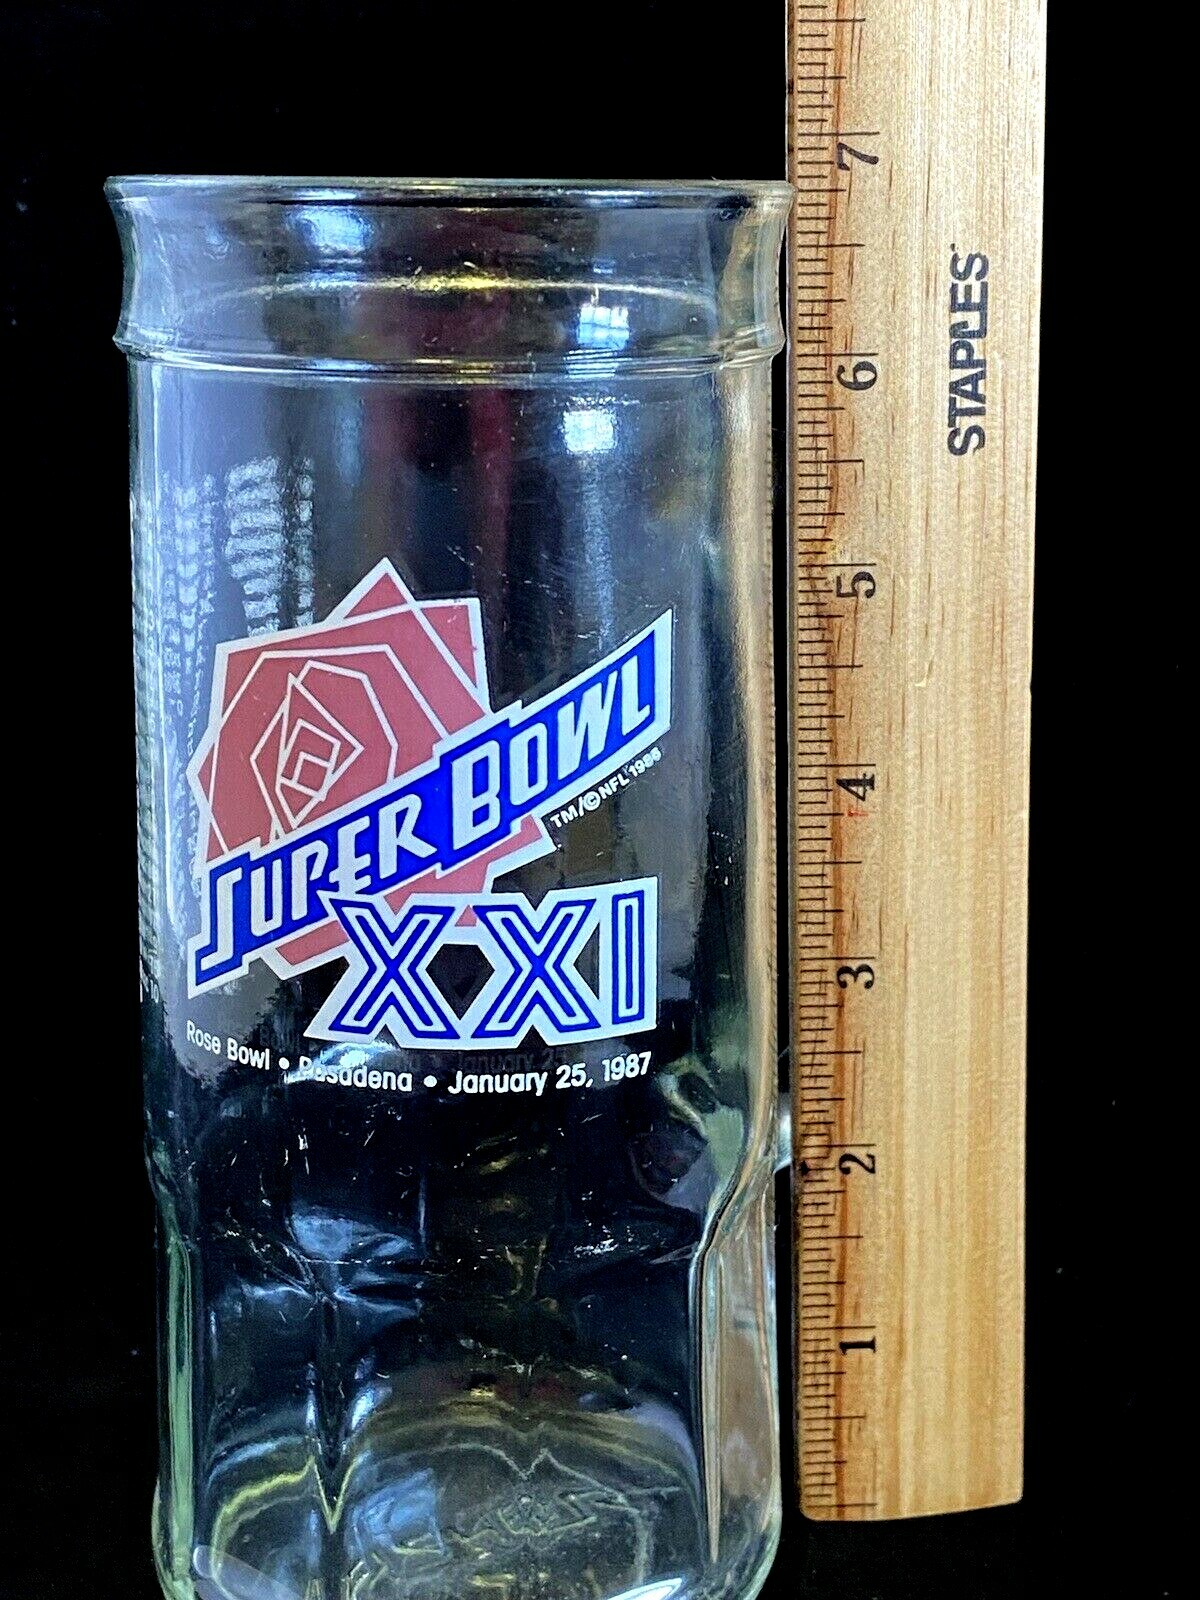 SUPER BOWL
TM/©NFL 1986
XXI
Rose Bowl • Pasadena • January 25, 1987
STAPLES
7
6
5
4
3
2
1